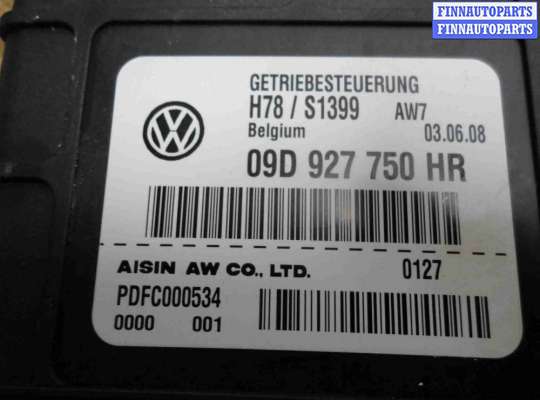 FINNAUTOPARTS
FINNAUTOPARTS
GETRIEBESTEUERUNG
H78 / S1399 AW7
Belgium 03.06.08
09D 927 750 HR
AISIN AW CO., LTD. 0127
PDFC000534
0000 001